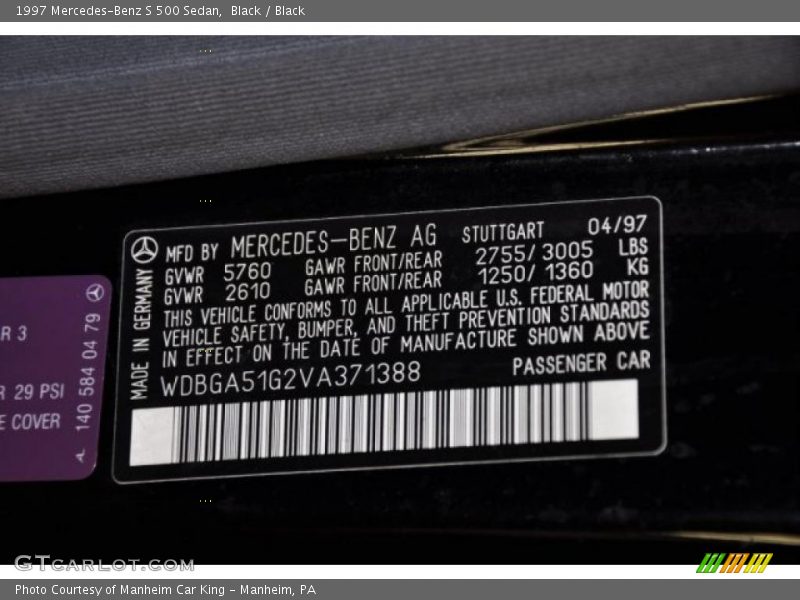 1997 Mercedes-Benz S 500 Sedan, Black / Black
MFD BY MERCEDES-BENZ AG STUTTGART 04/97
GVWR 5760 GAWR FRONT/REAR 2755/ 3005 LBS
GVWR 2610 GAWR FRONT/REAR 1250/ 1360 KG
THIS VEHICLE CONFORMS TO ALL APPLICABLE U.S. FEDERAL MOTOR
VEHICLE SAFETY, BUMPER, AND THEFT PREVENTION STANDARDS
IN EFFECT ON THE DATE OF MANUFACTURE SHOWN ABOVE
WDBGA51G2VA371388 PASSENGER CAR
MADE IN GERMANY
R 3
R 29 PSI
E COVER
140 584 04 79
GTCARLOT.COM
Photo Courtesy of Manheim Car King - Manheim, PA